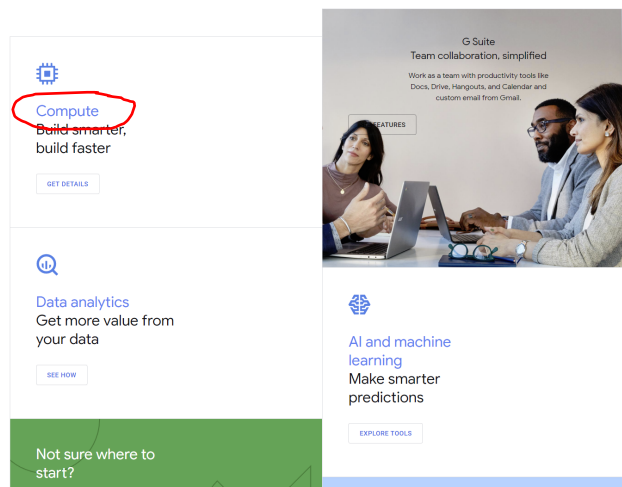 Compute
Build smarter,
build faster
GET DETAILS
Data analytics
Get more value from
your data
SEE HOW
Not sure where to
start?
G Suite
Team collaboration, simplified
Work as a team with productivity tools like
Docs, Drive, Hangouts, and Calendar and
custom email from Gmail.
FEATURES
AI and machine
learning
Make smarter
predictions
EXPLORE TOOLS